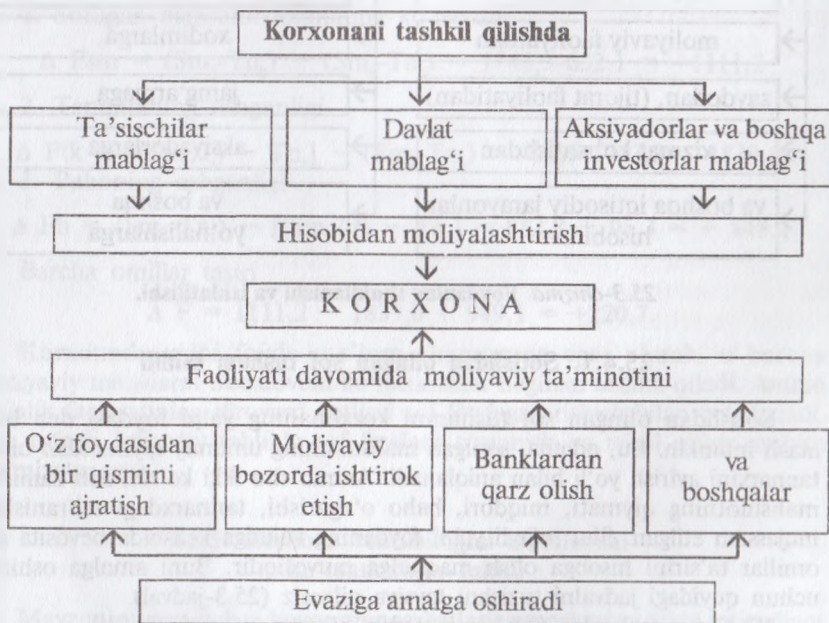 Korxonani tashkil qilishda
Ta'sischilar
mablag‘i
Davlat
mablag‘i
Aksiyadorlar va boshqa
investorlar mablag‘i
Hisobidan moliyalashtirish
K O R X O N A
Faoliyati davomida moliyaviy ta’minotini
O‘z foydasidan
bir qismini
ajratish
Moliyaviy
bozorda ishtirok
etish
Banklardan
qarz olish
va
boshqalar
Evaziga amalga oshiradi